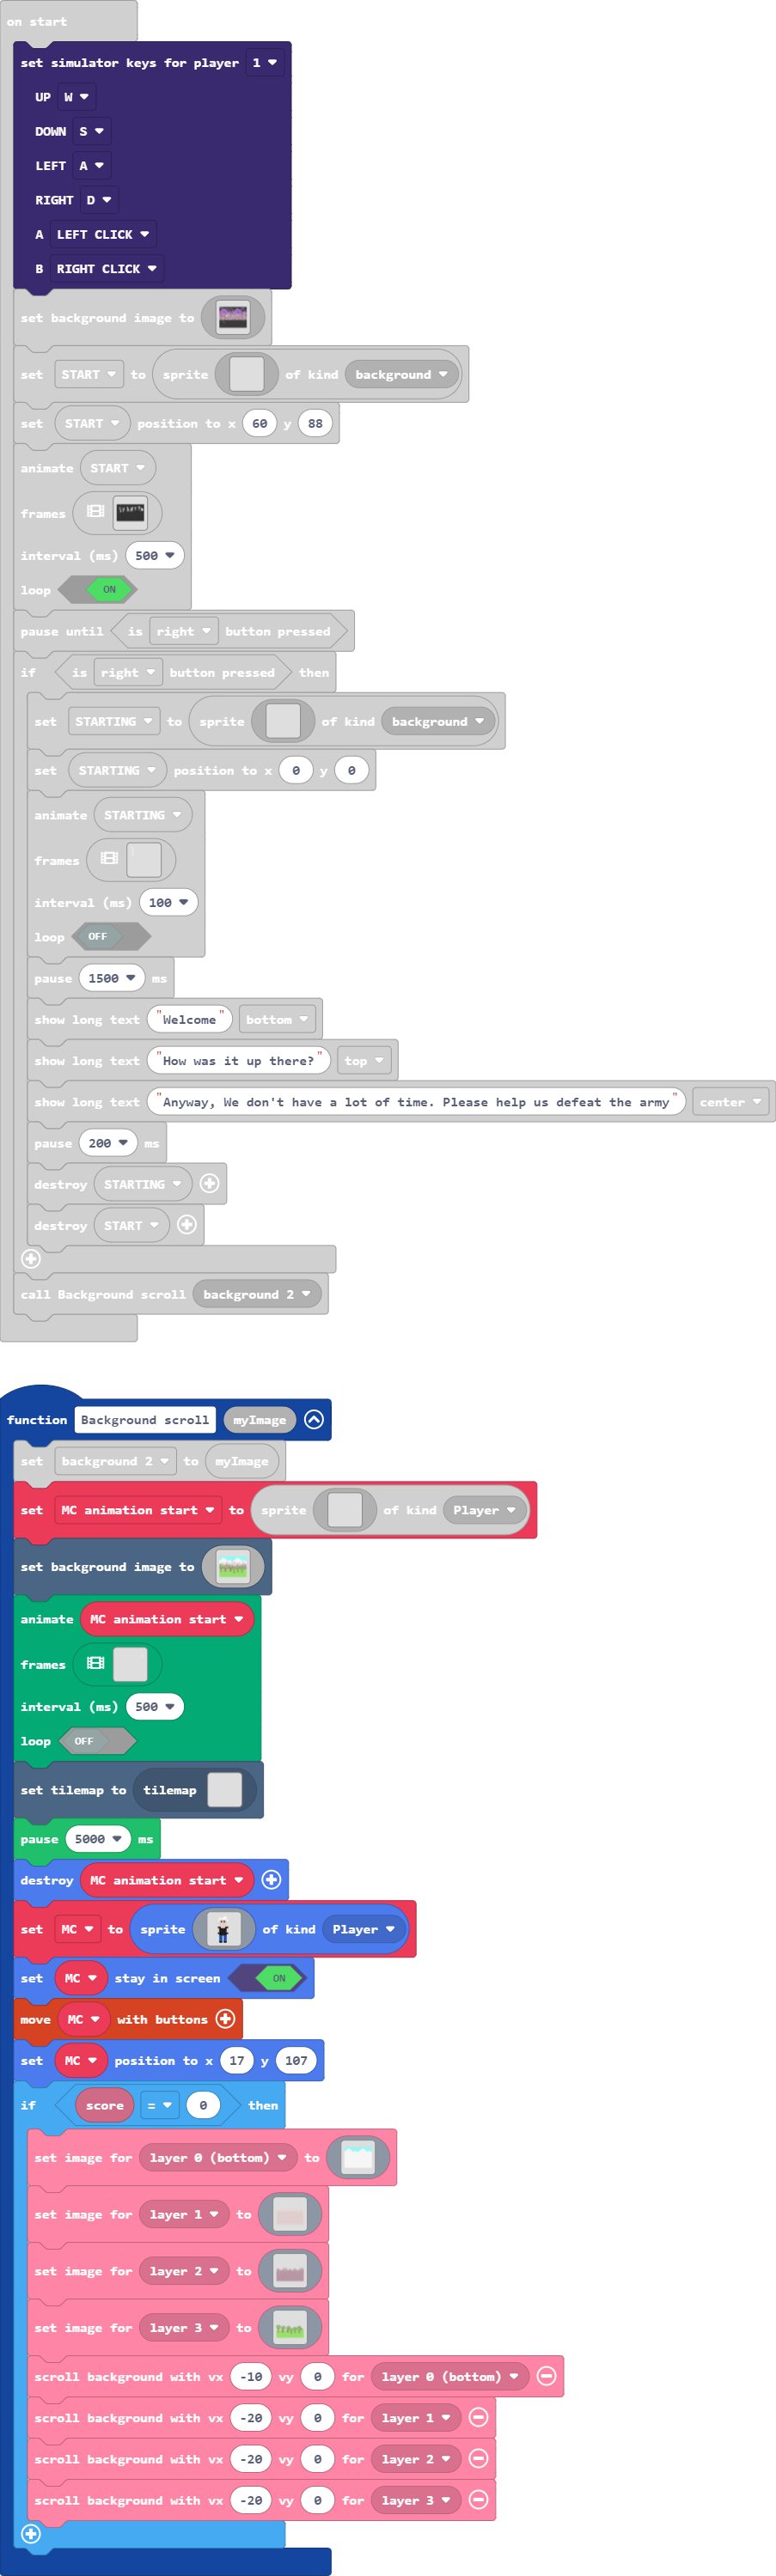 on start
set simulator keys for player 1
UP W
DOWN S
LEFT A
RIGHT D
A LEFT CLICK
B RIGHT CLICK
set background image to
set START to sprite of kind background
set START position to x 60 y 88
animate START
frames
interval (ms) 500
loop ON
pause until is right button pressed
if is right button pressed then
set STARTING to sprite of kind background
set STARTING position to x 0 y 0
animate STARTING
frames
interval (ms) 100
loop OFF
pause 1500 ms
show long text "Welcome" bottom
show long text "How was it up there?" top
show long text "Anyway, We don't have a lot of time. Please help us defeat the army" center
pause 200 ms
destroy STARTING
destroy START
call Background scroll background 2
function Background scroll myImage
set background 2 to myImage
set MC animation start to sprite of kind Player
set background image to
animate MC animation start
frames
interval (ms) 500
loop OFF
set tilemap to tilemap
pause 5000 ms
destroy MC animation start
set MC to sprite of kind Player
set MC stay in screen ON
move MC with buttons
set MC position to x 17 y 107
if score = 0 then
set image for layer 0 (bottom) to
set image for layer 1 to
set image for layer 2 to
set image for layer 3 to
scroll background with vx -10 vy 0 for layer 0 (bottom)
scroll background with vx -20 vy 0 for layer 1
scroll background with vx -20 vy 0 for layer 2
scroll background with vx -20 vy 0 for layer 3